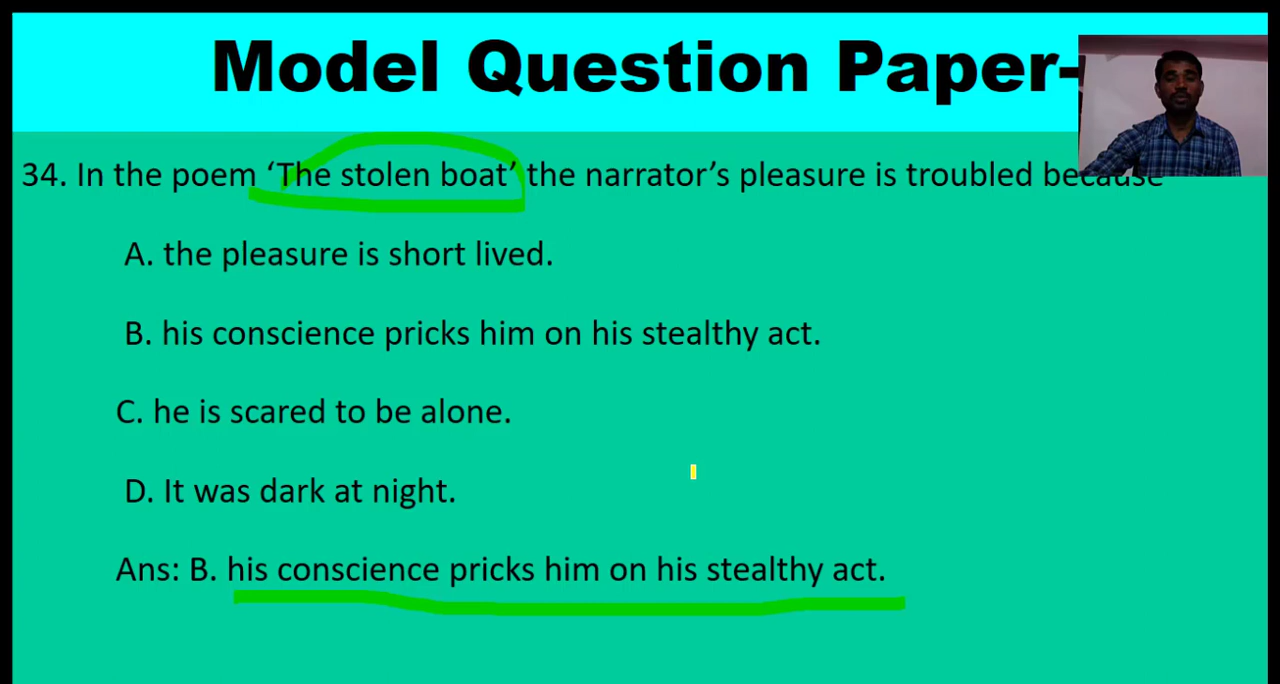 Model Question Paper-
34. In the poem ‘The stolen boat’ the narrator’s pleasure is troubled because
A. the pleasure is short lived.
B. his conscience pricks him on his stealthy act.
C. he is scared to be alone.
D. It was dark at night.
Ans: B. his conscience pricks him on his stealthy act.